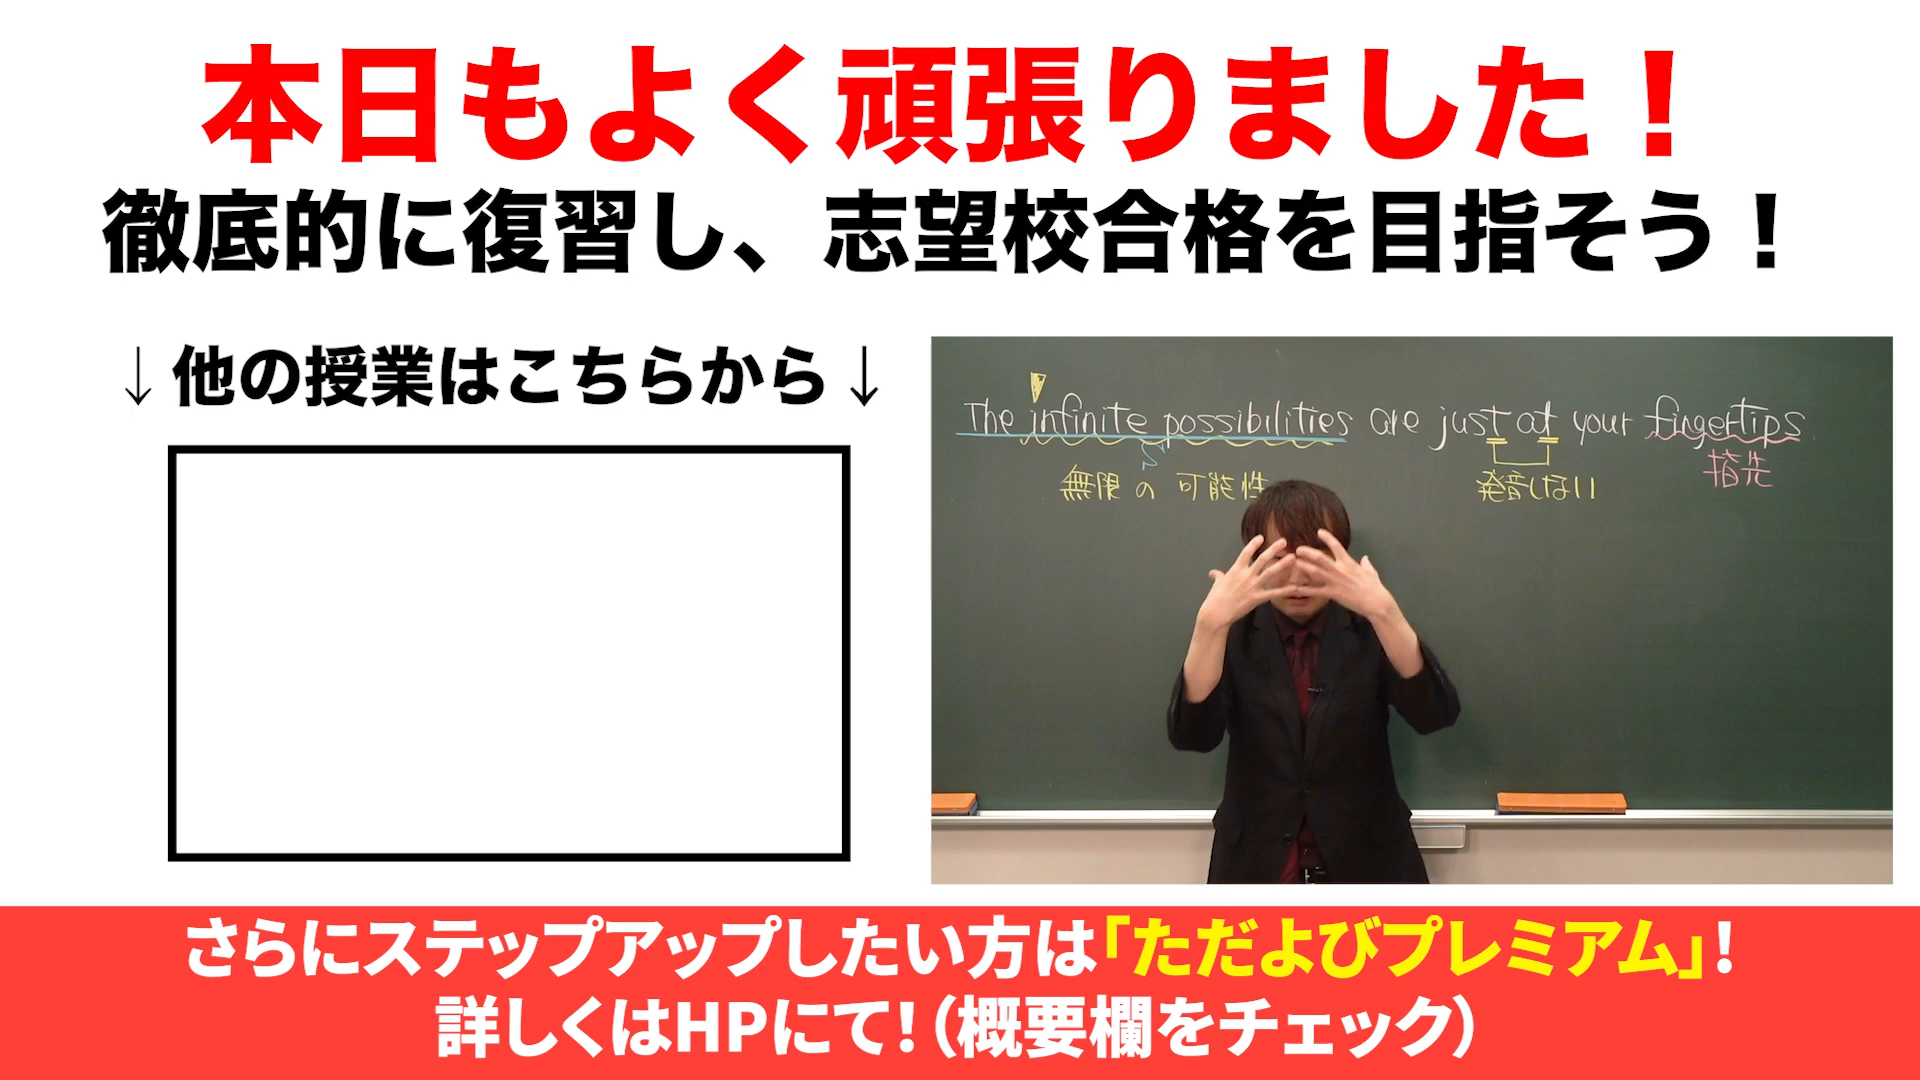 本日もよく頑張りました！
徹底的に復習し、志望校合格を目指そう！
↓他の授業はこちらから↓
The infinite possibilities are just at your fingertips
無限の可能性
発音しない
指先
さらにステップアップしたい方は「ただよびプレミアム」！
詳しくはHPにて！（概要欄をチェック）